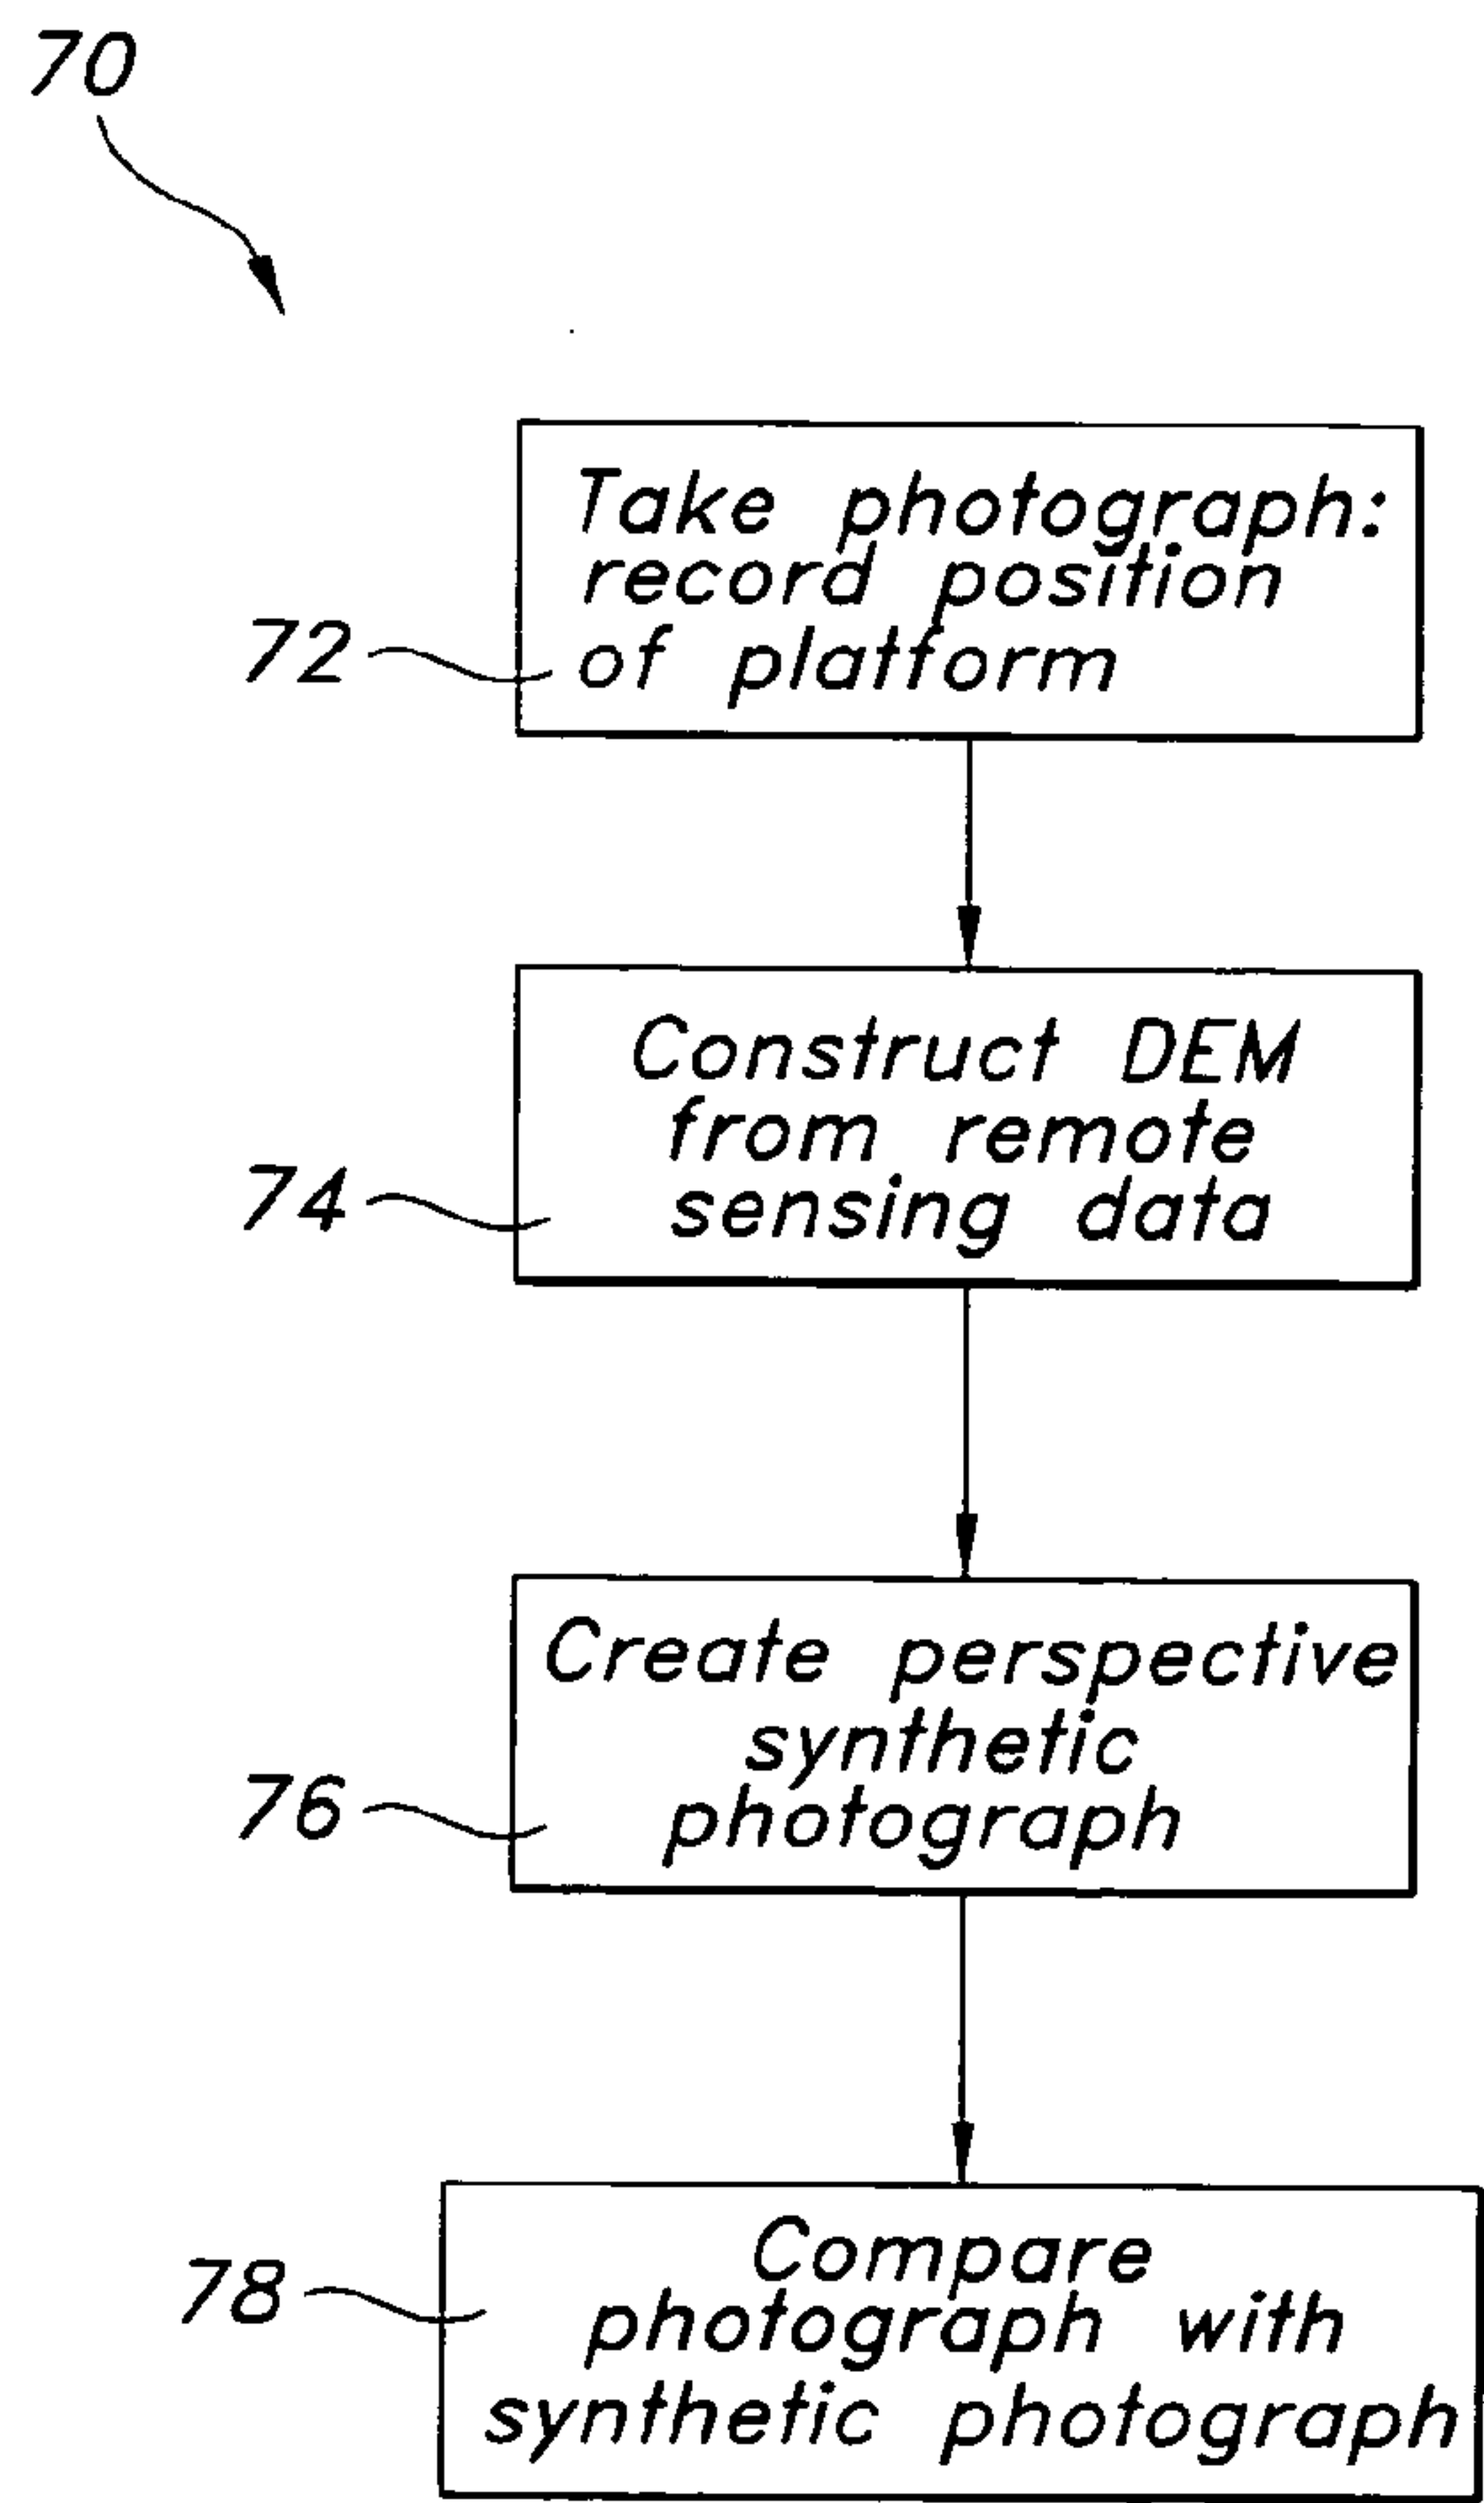 70
Take photograph:
record position
of platform
72
Construct DEM
from remote
sensing data
74
Create perspective
synthetic
photograph
76
Compare
photograph with
synthetic photograph
78